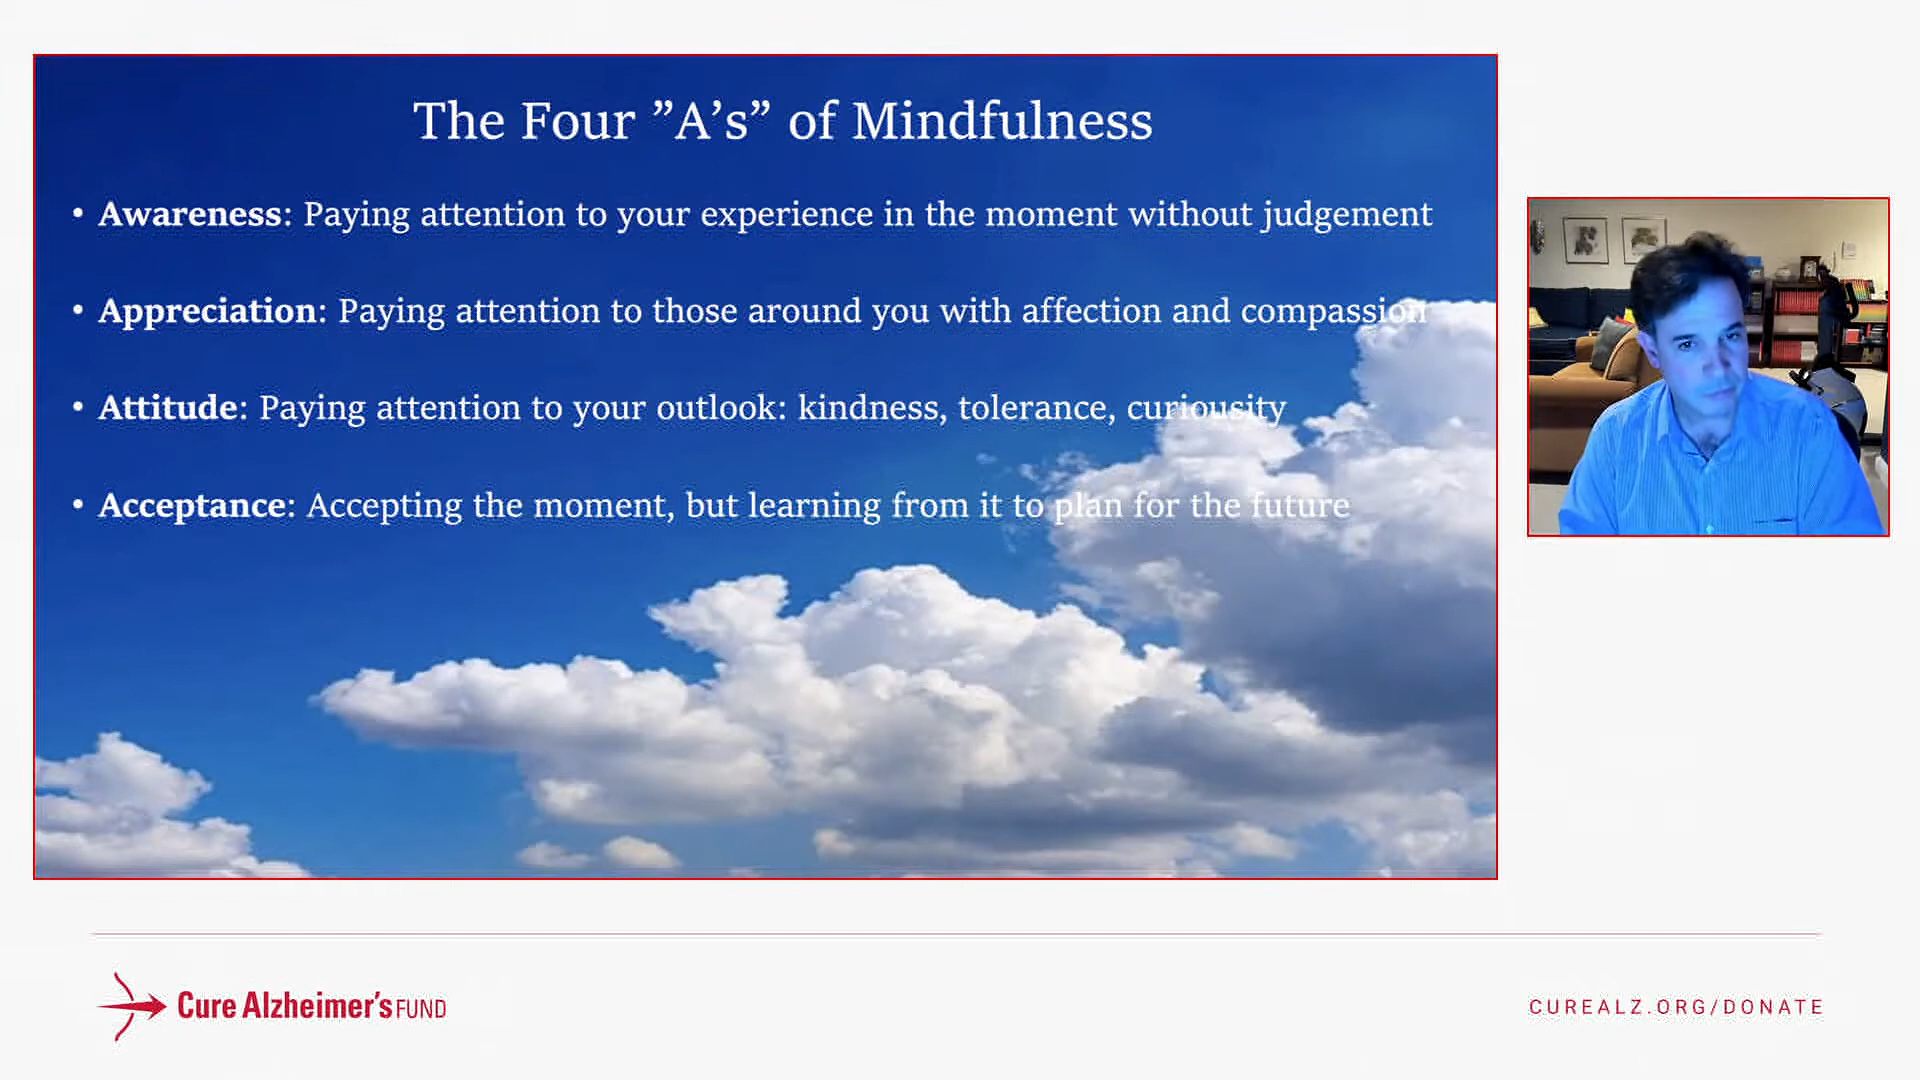 The Four ”A’s” of Mindfulness
• Awareness: Paying attention to your experience in the moment without judgement
• Appreciation: Paying attention to those around you with affection and compassion
• Attitude: Paying attention to your outlook: kindness, tolerance, curiousity
• Acceptance: Accepting the moment, but learning from it to plan for the future
Cure Alzheimer’s FUND
CUREALZ.ORG/DONATE